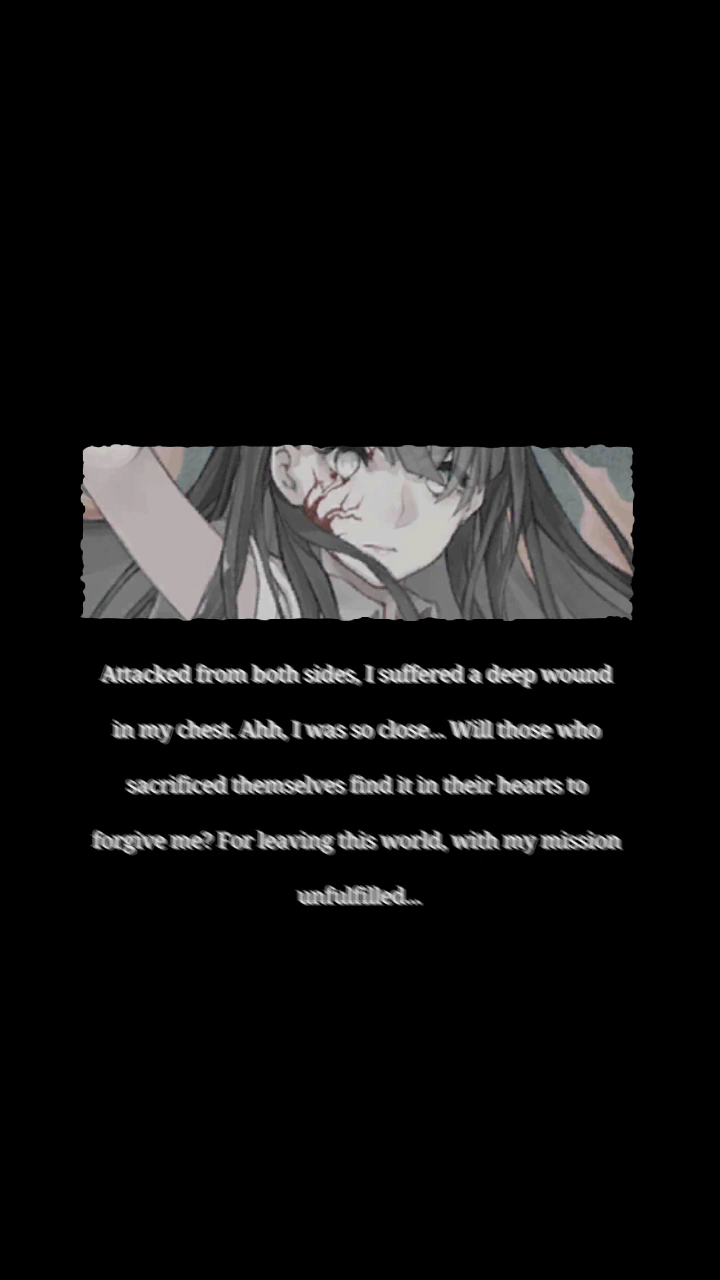 Attacked from both sides, I suffered a deep wound
in my chest. Ahh, I was so close... Will those who
sacrificed themselves find it in their hearts to
forgive me? For leaving this world, with my mission
unfulfilled...